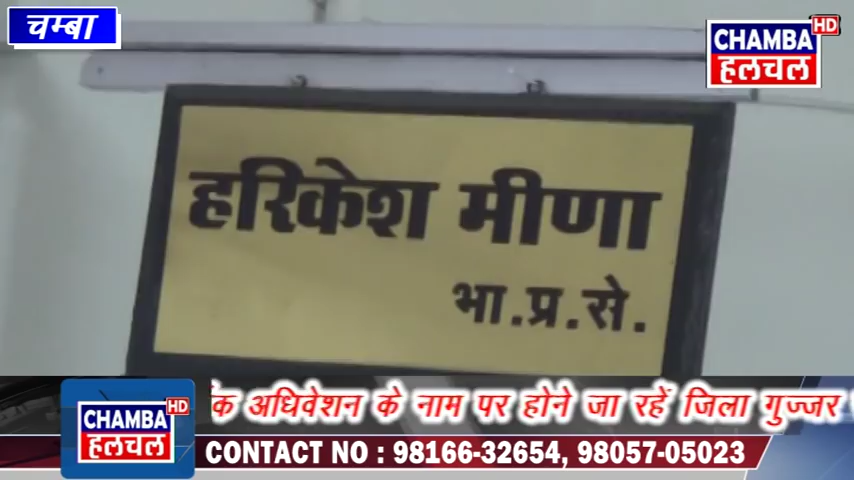 चम्बा
CHAMBA HD
हलचल
हरिकेश मीणा
भा.प्र.से.
अधिवेशन के नाम पर होने जा रहें जिला गुज्जर
CHAMBA HD
हलचल
CONTACT NO : 98166-32654, 98057-05023